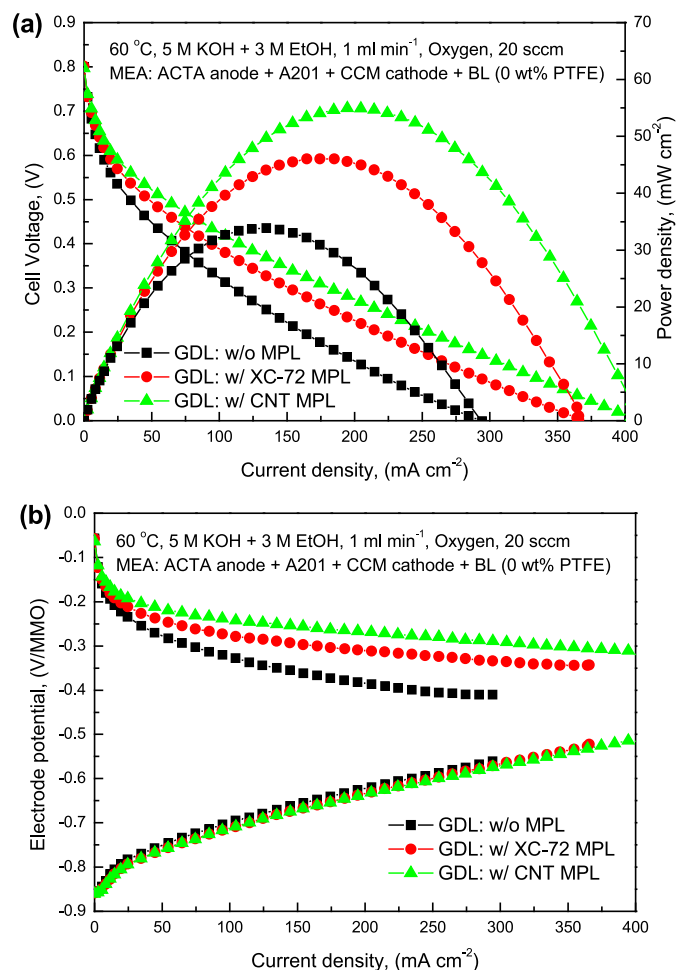 (a)
60 °C, 5 M KOH + 3 M EtOH, 1 ml min⁻¹, Oxygen, 20 sccm
MEA: ACTA anode + A201 + CCM cathode + BL (0 wt% PTFE)
Cell Voltage, (V)
0.9
0.8
0.7
0.6
0.5
0.4
0.3
0.2
0.1
0.0
Power density, (mW cm⁻²)
70
60
50
40
30
20
10
0
GDL: w/o MPL
GDL: w/ XC-72 MPL
GDL: w/ CNT MPL
0 50 100 150 200 250 300 350 400
Current density, (mA cm⁻²)
(b)
60 °C, 5 M KOH + 3 M EtOH, 1 ml min⁻¹, Oxygen, 20 sccm
MEA: ACTA anode + A201 + CCM cathode + BL (0 wt% PTFE)
Electrode potential, (V/MMO)
0.0
-0.1
-0.2
-0.3
-0.4
-0.5
-0.6
-0.7
-0.8
-0.9
GDL: w/o MPL
GDL: w/ XC-72 MPL
GDL: w/ CNT MPL
0 50 100 150 200 250 300 350 400
Current density, (mA cm⁻²)